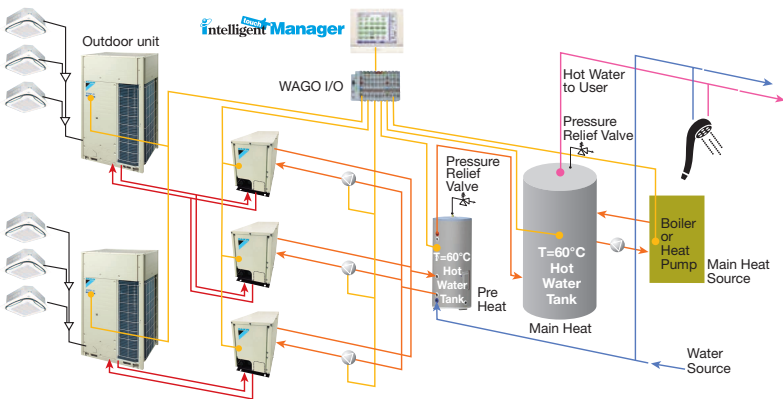 touch
intelligent Manager
Outdoor unit
WAGO I/O
Hot Water
to User
Pressure
Relief Valve
Pressure
Relief
Valve
T=60°C
Hot
Water
Tank
Pre
Heat
T=60°C
Hot
Water
Tank
Main Heat
Boiler
or
Heat
Pump
Main Heat
Source
Water
Source